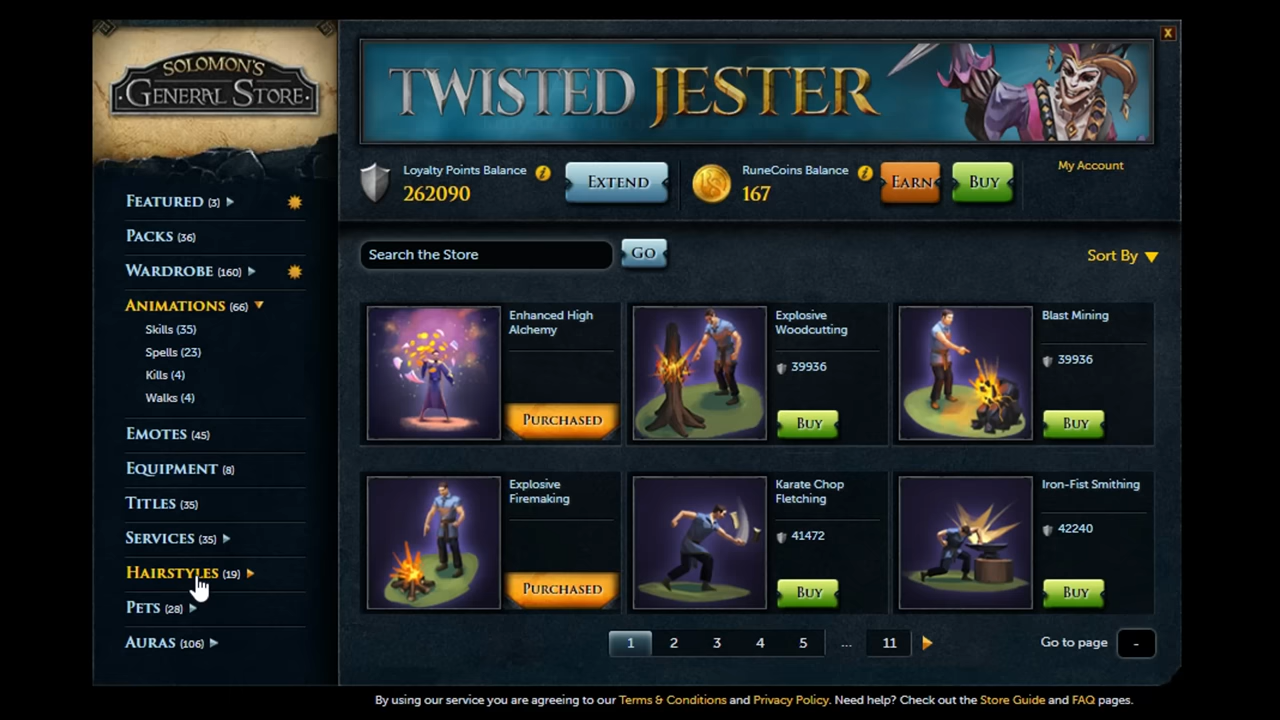 SOLOMON'S
GENERAL STORE
TWISTED JESTER
X
Loyalty Points Balance
262090
EXTEND
RuneCoins Balance
167
EARN
BUY
My Account
FEATURED (3)
PACKS (36)
WARDROBE (160)
ANIMATIONS (66)
Skills (35)
Spells (23)
Kills (4)
Walks (4)
EMOTES (45)
EQUIPMENT (8)
TITLES (35)
SERVICES (35)
HAIRSTYLES (19)
PETS (28)
AURAS (106)
Search the Store
GO
Sort By
Enhanced High
Alchemy
PURCHASED
Explosive
Woodcutting
39936
BUY
Blast Mining
39936
BUY
Explosive
Firemaking
PURCHASED
Karate Chop
Fletching
41472
BUY
Iron-Fist Smithing
42240
BUY
1 2 3 4 5 ... 11
Go to page -
By using our service you are agreeing to our Terms & Conditions and Privacy Policy. Need help? Check out the Store Guide and FAQ pages.